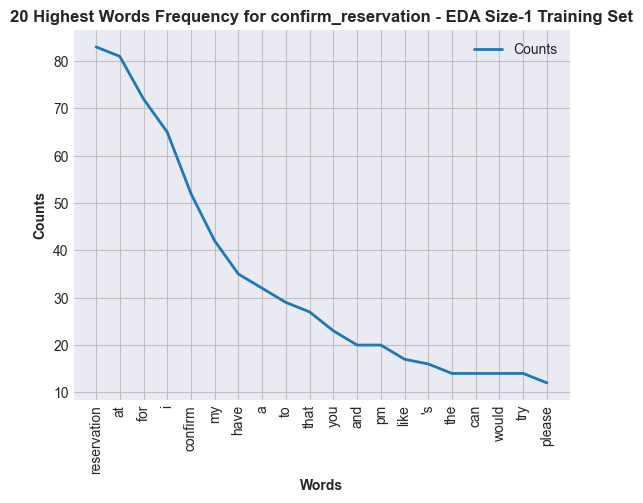 20 Highest Words Frequency for confirm_reservation - EDA Size-1 Training Set
Counts
Counts
80
70
60
50
40
30
20
10
reservation
at
for
i
confirm
my
have
a
to
that
you
and
pm
like
's
the
can
would
try
please
Words